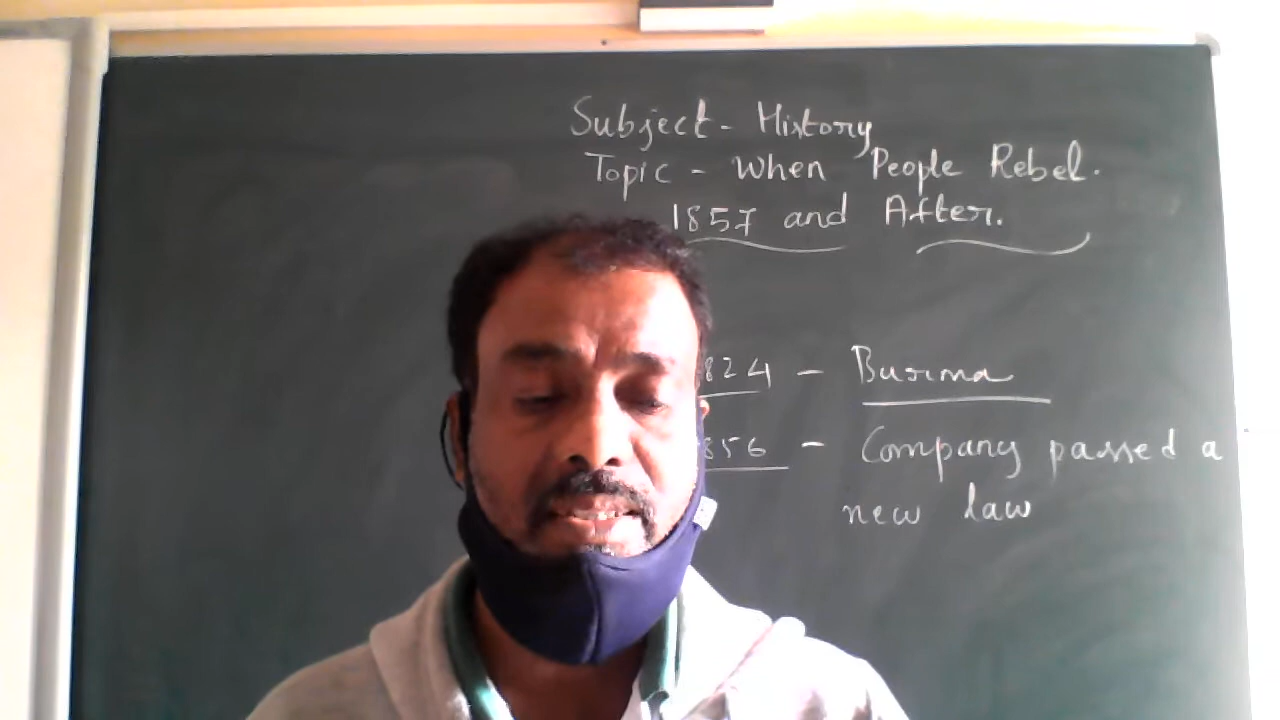 Subject - History
Topic - When People Rebel.
1857 and After.
824 - Burma
856 - Company passed a
new law